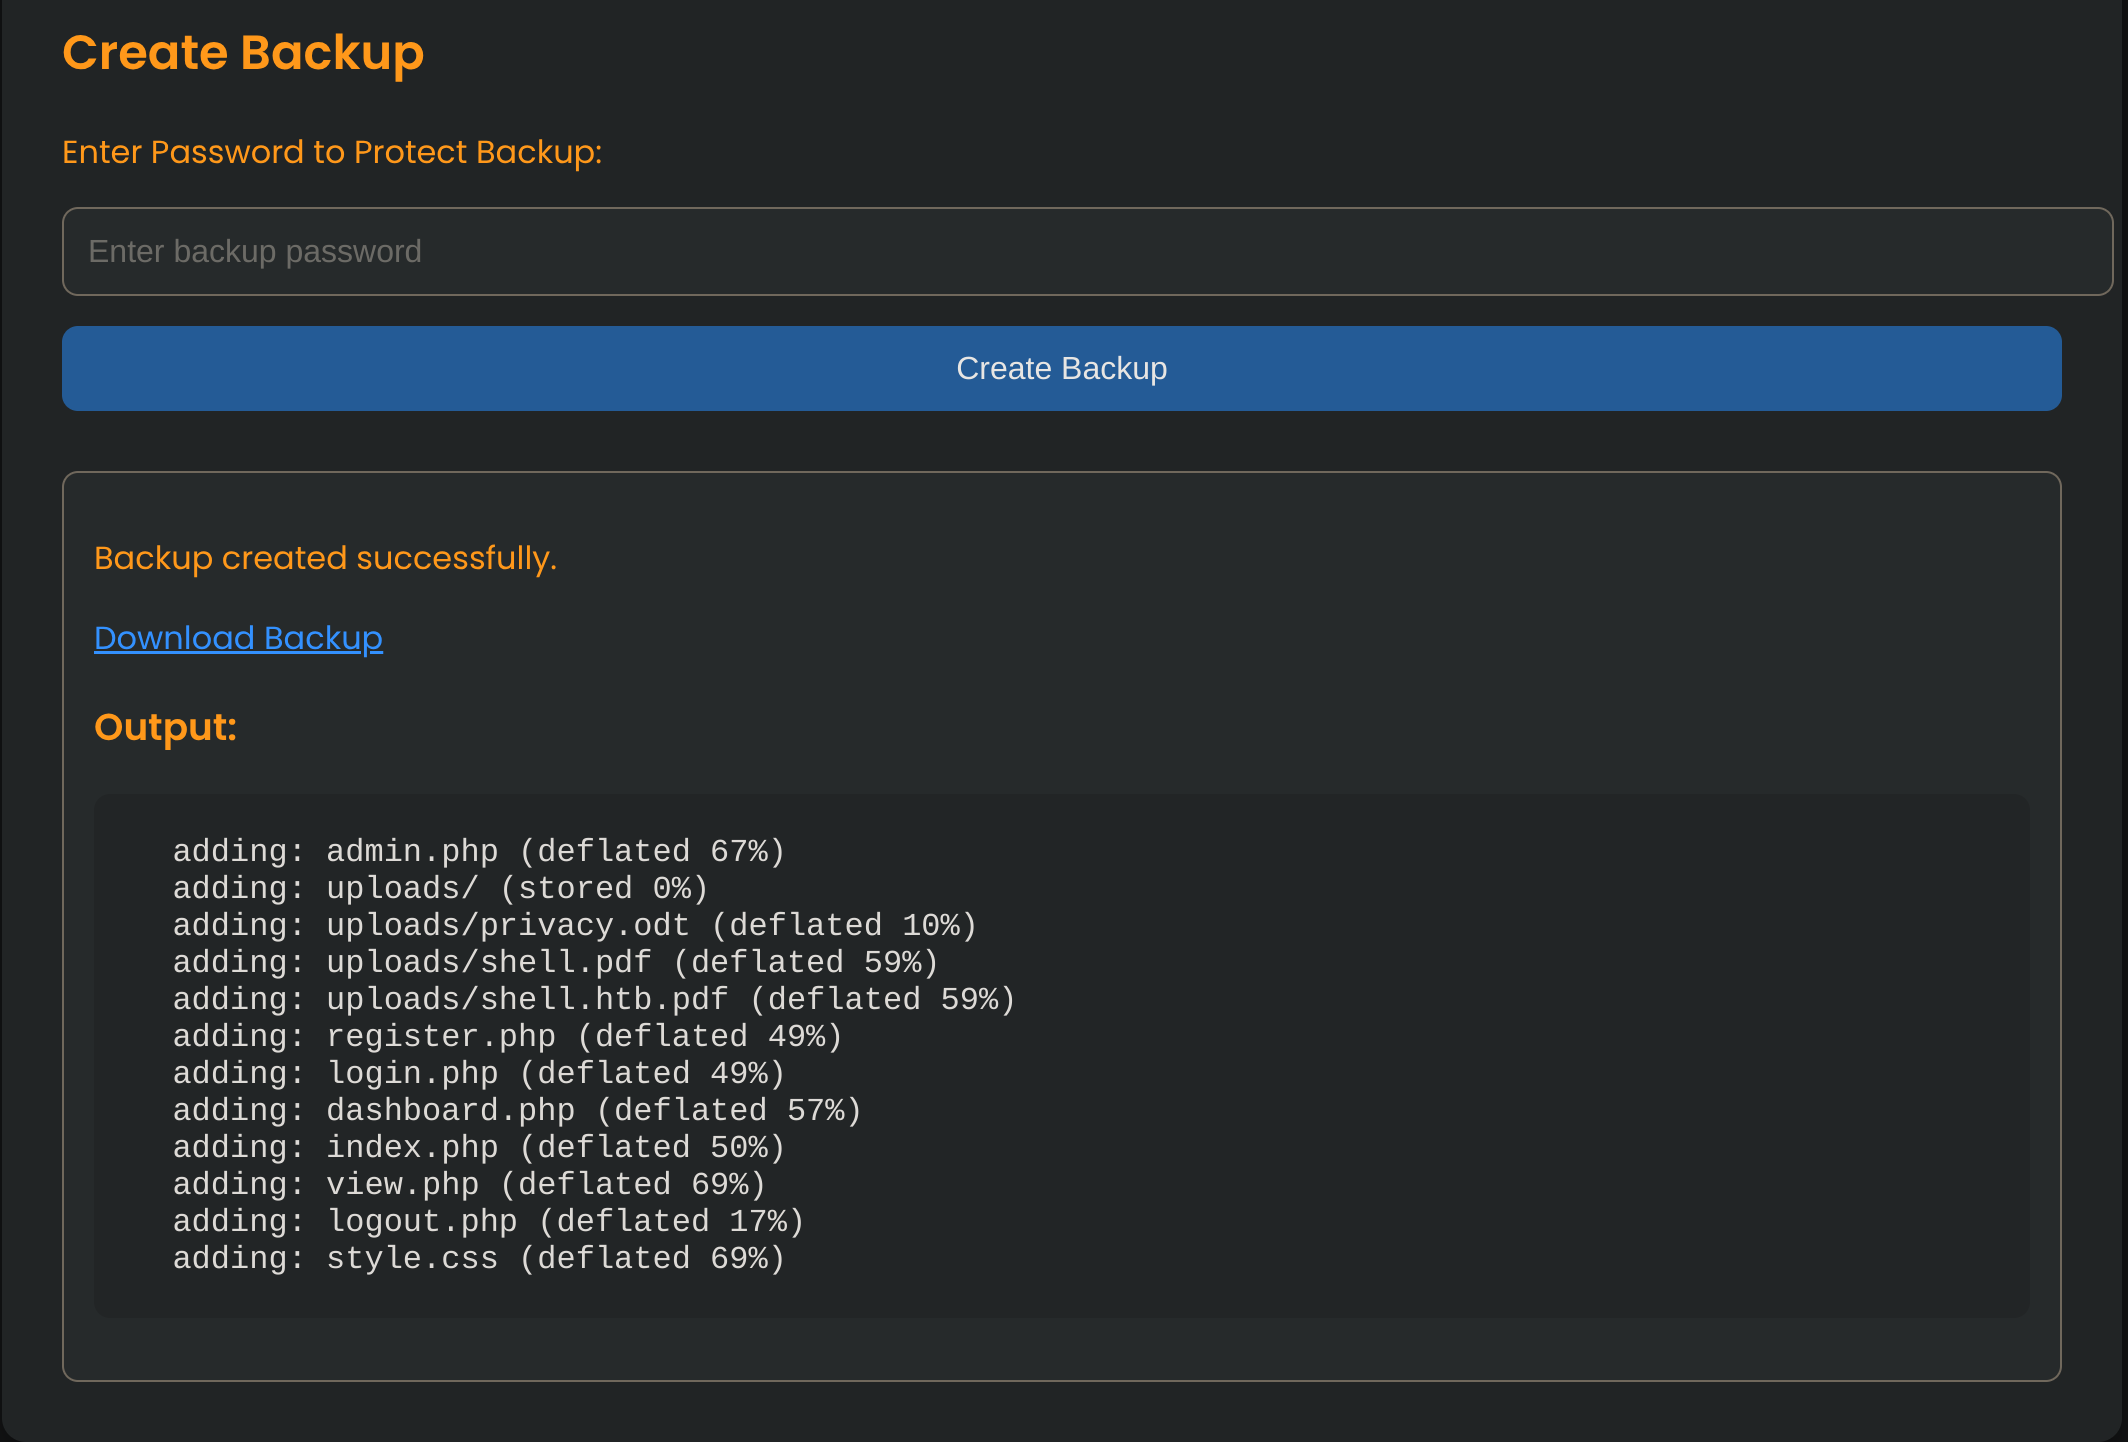 Create Backup
Enter Password to Protect Backup:
Enter backup password
Create Backup
Backup created successfully.
Download Backup
Output:
adding: admin.php (deflated 67%)
adding: uploads/ (stored 0%)
adding: uploads/privacy.odt (deflated 10%)
adding: uploads/shell.pdf (deflated 59%)
adding: uploads/shell.htb.pdf (deflated 59%)
adding: register.php (deflated 49%)
adding: login.php (deflated 49%)
adding: dashboard.php (deflated 57%)
adding: index.php (deflated 50%)
adding: view.php (deflated 69%)
adding: logout.php (deflated 17%)
adding: style.css (deflated 69%)